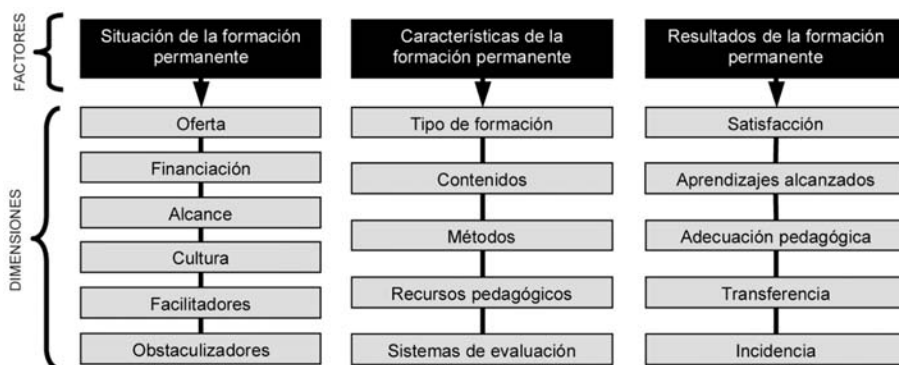 FACTORES
Situación de la formación
permanente
Características de la
formación permanente
Resultados de la formación
permanente
DIMENSIONES
Oferta
Financiación
Alcance
Cultura
Facilitadores
Obstaculizadores
Tipo de formación
Contenidos
Métodos
Recursos pedagógicos
Sistemas de evaluación
Satisfacción
Aprendizajes alcanzados
Adecuación pedagógica
Transferencia
Incidencia